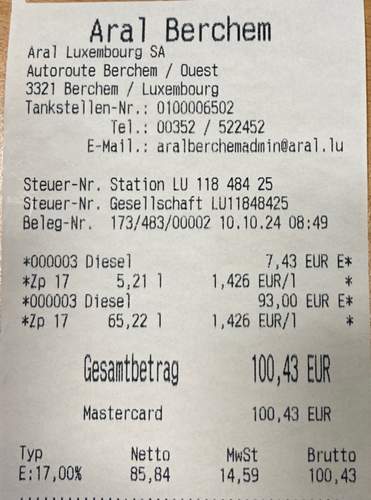 Aral Berchem
Aral Luxembourg SA
Autoroute Berchem / Ouest
3321 Berchem / Luxembourg
Tankstellen-Nr.: 0100006502
Tel.: 00352 / 522452
E-Mail.: aralberchemadmin@aral.lu
Steuer-Nr. Station LU 118 484 25
Steuer-Nr. Gesellschaft LU11848425
Beleg-Nr. 173/483/00002 10.10.24 08:49
*000003 Diesel 7,43 EUR E*
*Zp 17 5,21 l 1,426 EUR/l *
*000003 Diesel 93,00 EUR E*
*Zp 17 65,22 l 1,426 EUR/l *
Gesamtbetrag 100,43 EUR
Mastercard 100,43 EUR
Typ Netto MwSt Brutto
E:17,00% 85,84 14,59 100,43